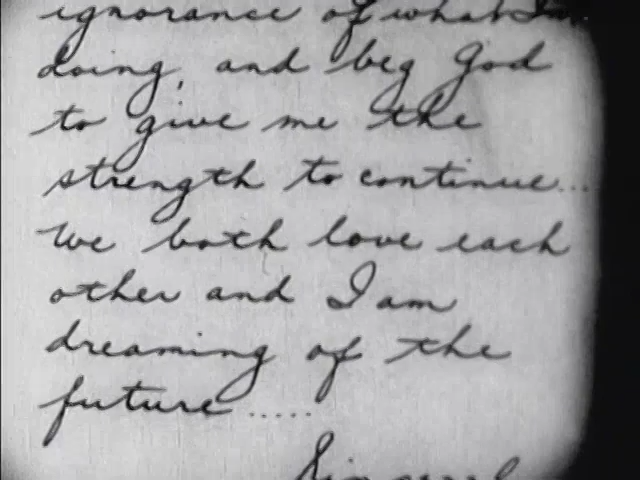 ignorance of what I'm
doing, and beg God
to give me the
strength to continue...
We both love each
other and I am
dreaming of the
future.....